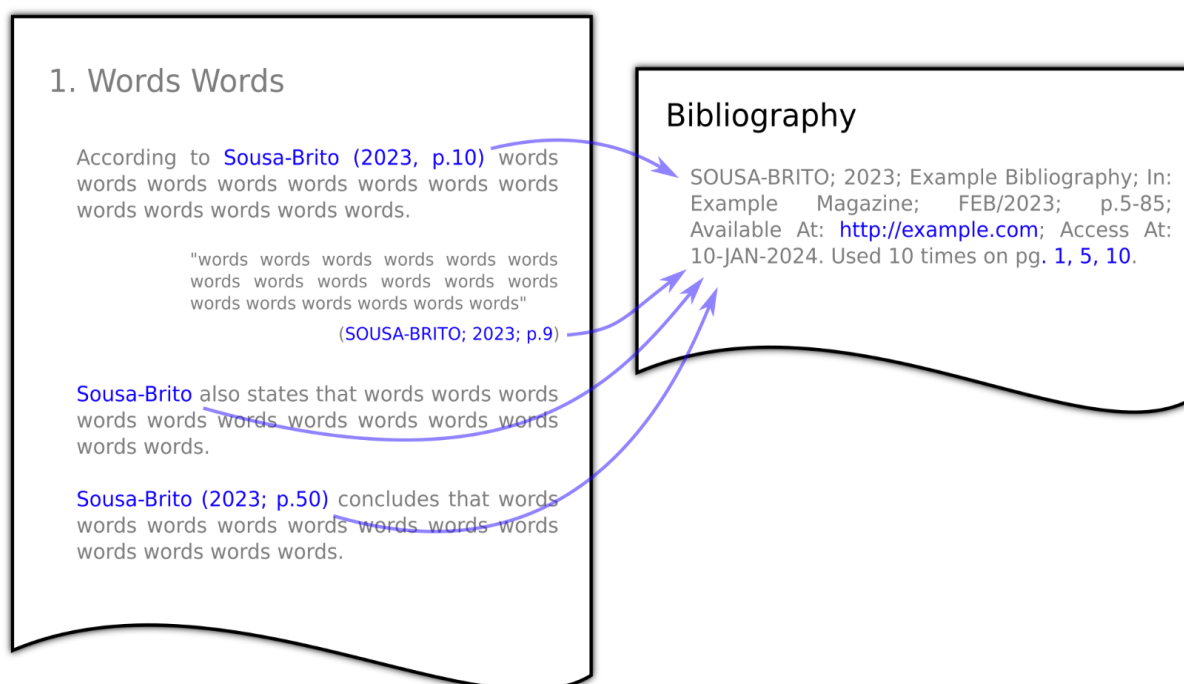 1. Words Words
According to Sousa-Brito (2023, p.10) words
words words words words words words words
words words words words words.
"words words words words words words
words words words words words words
words words words words words words"
(SOUSA-BRITO; 2023; p.9)
Sousa-Brito also states that words words words
words words words words words words words
words words.
Sousa-Brito (2023; p.50) concludes that words
words words words words words words words
words words words words.
Bibliography
SOUSA-BRITO; 2023; Example Bibliography; In:
Example Magazine; FEB/2023; p.5-85;
Available At: http://example.com; Access At:
10-JAN-2024. Used 10 times on pg. 1, 5, 10.